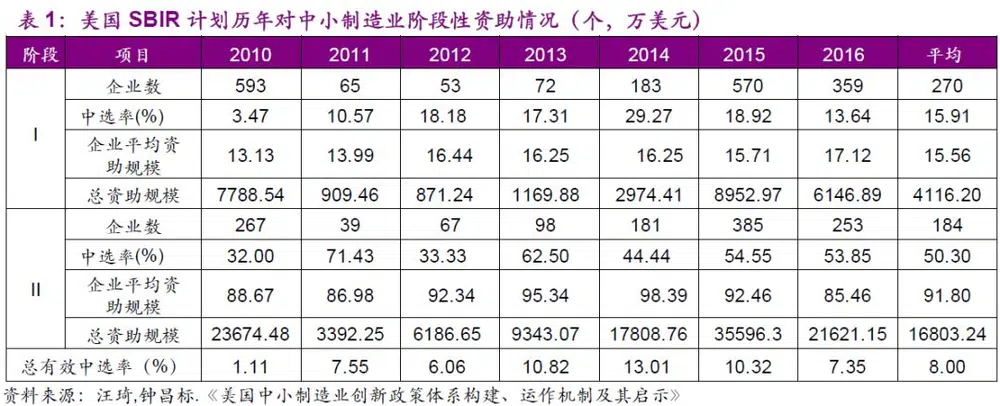 表 1：美国 SBIR 计划历年对中小制造业阶段性资助情况（个，万美元）
阶段 项目 2010 2011 2012 2013 2014 2015 2016 平均
I
企业数 593 65 53 72 183 570 359 270
中选率(%) 3.47 10.57 18.18 17.31 29.27 18.92 13.64 15.91
企业平均资助规模 13.13 13.99 16.44 16.25 16.25 15.71 17.12 15.56
总资助规模 7788.54 909.46 871.24 1169.88 2974.41 8952.97 6146.89 4116.20
II
企业数 267 39 67 98 181 385 253 184
中选率(%) 32.00 71.43 33.33 62.50 44.44 54.55 53.85 50.30
企业平均资助规模 88.67 86.98 92.34 95.34 98.39 92.46 85.46 91.80
总资助规模 23674.48 3392.25 6186.65 9343.07 17808.76 35596.3 21621.15 16803.24
总有效中选率（%） 1.11 7.55 6.06 10.82 13.01 10.32 7.35 8.00
资料来源：汪琦,钟昌标.《美国中小制造业创新政策体系构建、运作机制及其启示》